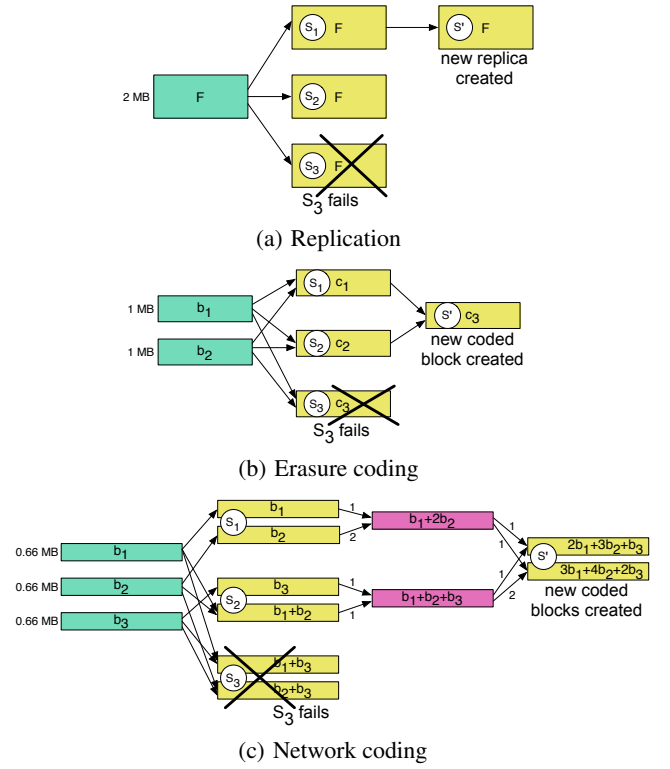 S1 F
S' F
new replica
created
2 MB
F
S2 F
S3 F
S3 fails
(a) Replication
S1 c1
1 MB
b1
S' c3
new coded
block created
1 MB
b2
S2 c2
S3 c3
S3 fails
(b) Erasure coding
b1
S1
b2
1
2
b1+2b2
1
1
0.66 MB
b1
0.66 MB
b2
0.66 MB
b3
b3
S2
b1+b2
1
1
b1+b2+b3
1
2
S'
2b1+3b2+b3
3b1+4b2+2b3
new coded
blocks created
b1+b3
S3
b2+b3
S3 fails
(c) Network coding